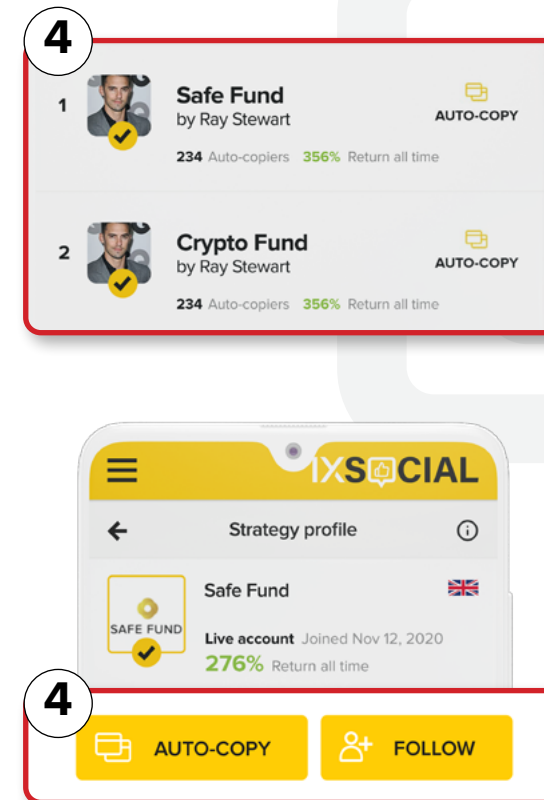 4
1
Safe Fund
by Ray Stewart
AUTO-COPY
234 Auto-copiers 356% Return all time
2
Crypto Fund
by Ray Stewart
AUTO-COPY
234 Auto-copiers 356% Return all time
IXSOCIAL
Strategy profile
Safe Fund
SAFE FUND
Live account Joined Nov 12, 2020
276% Return all time
4
AUTO-COPY
FOLLOW